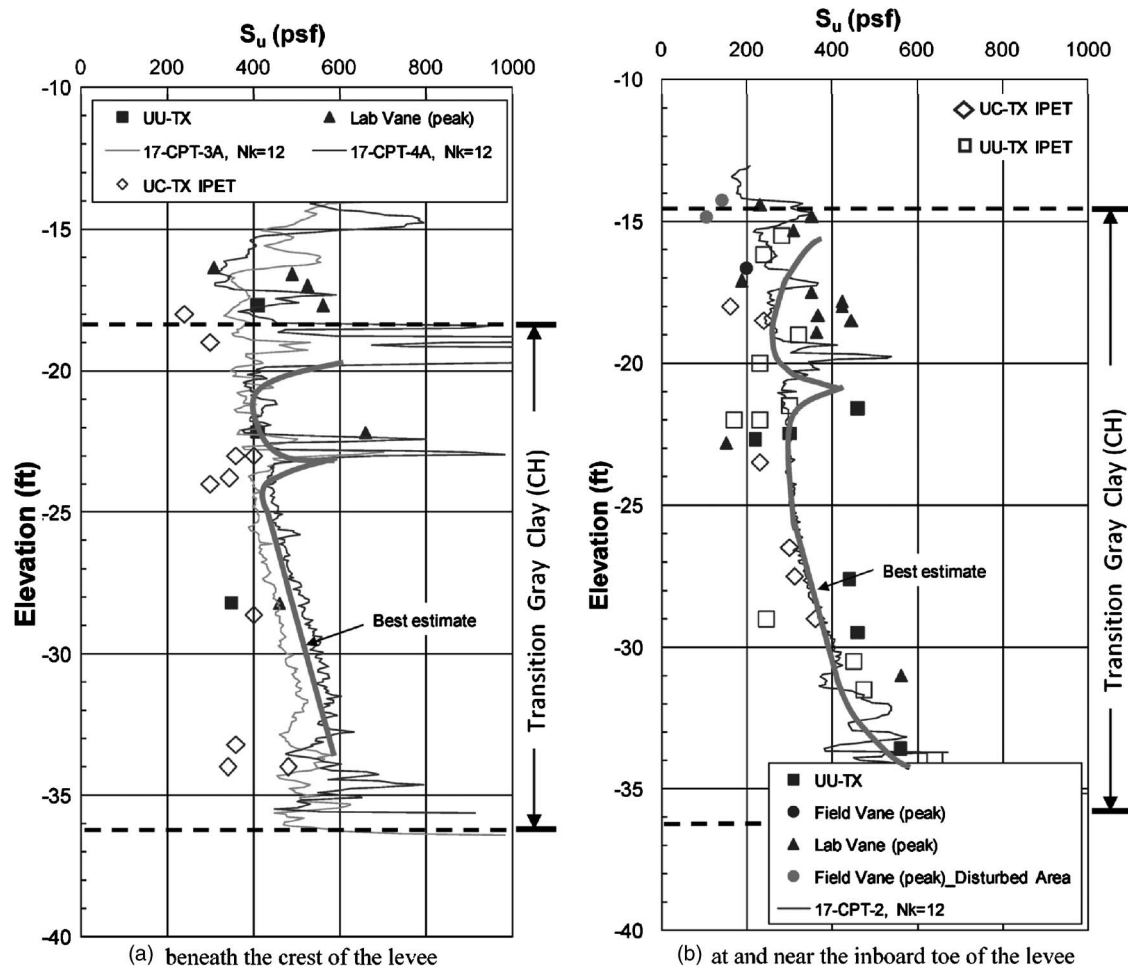 S_u (psf)
0 200 400 600 800 1000
-10
-15
-20
-25
-30
-35
-40
Elevation (ft)
UU-TX
Lab Vane (peak)
17-CPT-3A, Nk=12
17-CPT-4A, Nk=12
UC-TX IPET
Best estimate
Transition Gray Clay (CH)
(a) beneath the crest of the levee
S_u (psf)
0 200 400 600 800 1000
-10
-15
-20
-25
-30
-35
-40
Elevation (ft)
UC-TX IPET
UU-TX IPET
Best estimate
UU-TX
Field Vane (peak)
Lab Vane (peak)
Field Vane (peak)_Disturbed Area
17-CPT-2, Nk=12
Transition Gray Clay (CH)
(b) at and near the inboard toe of the levee